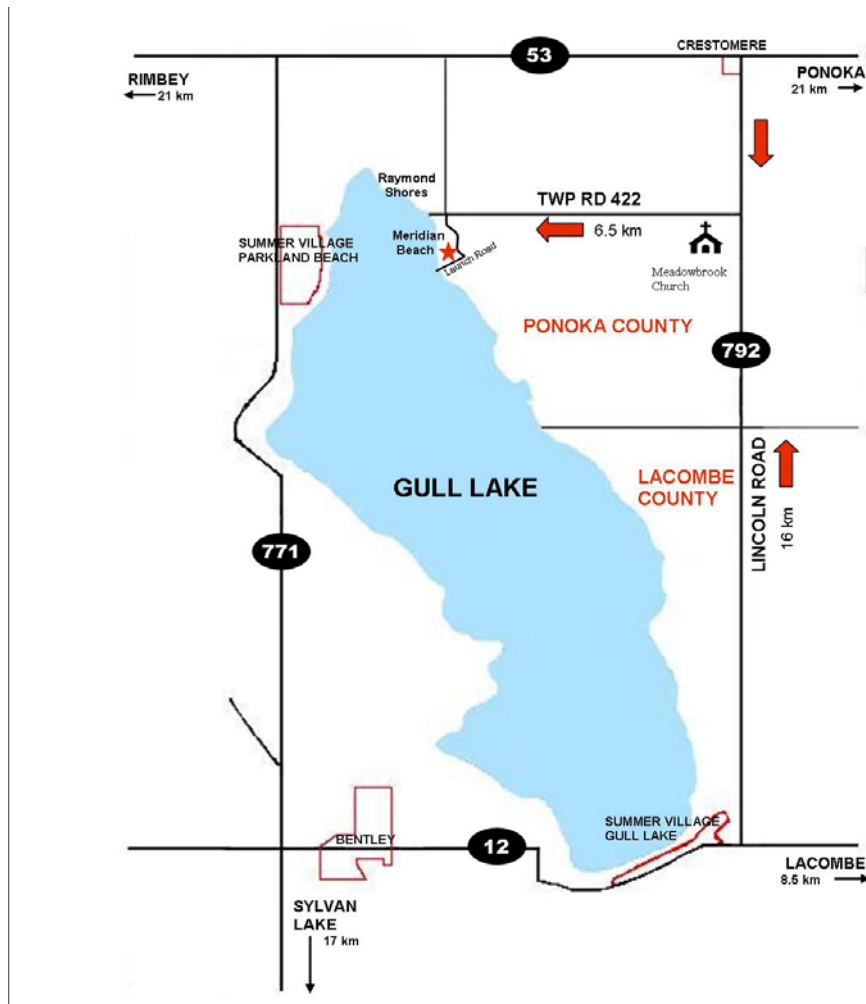 CRESTOMERE
53
RIMBEY
21 km
PONOKA
21 km
Raymond
Shores
TWP RD 422
6.5 km
SUMMER VILLAGE
PARKLAND BEACH
Meridian
Beach
Launch Road
Meadowbrook
Church
PONOKA COUNTY
792
GULL LAKE
LACOMBE
COUNTY
LINCOLN ROAD
16 km
771
SUMMER VILLAGE
GULL LAKE
BENTLEY
12
LACOMBE
8.5 km
SYLVAN
LAKE
17 km